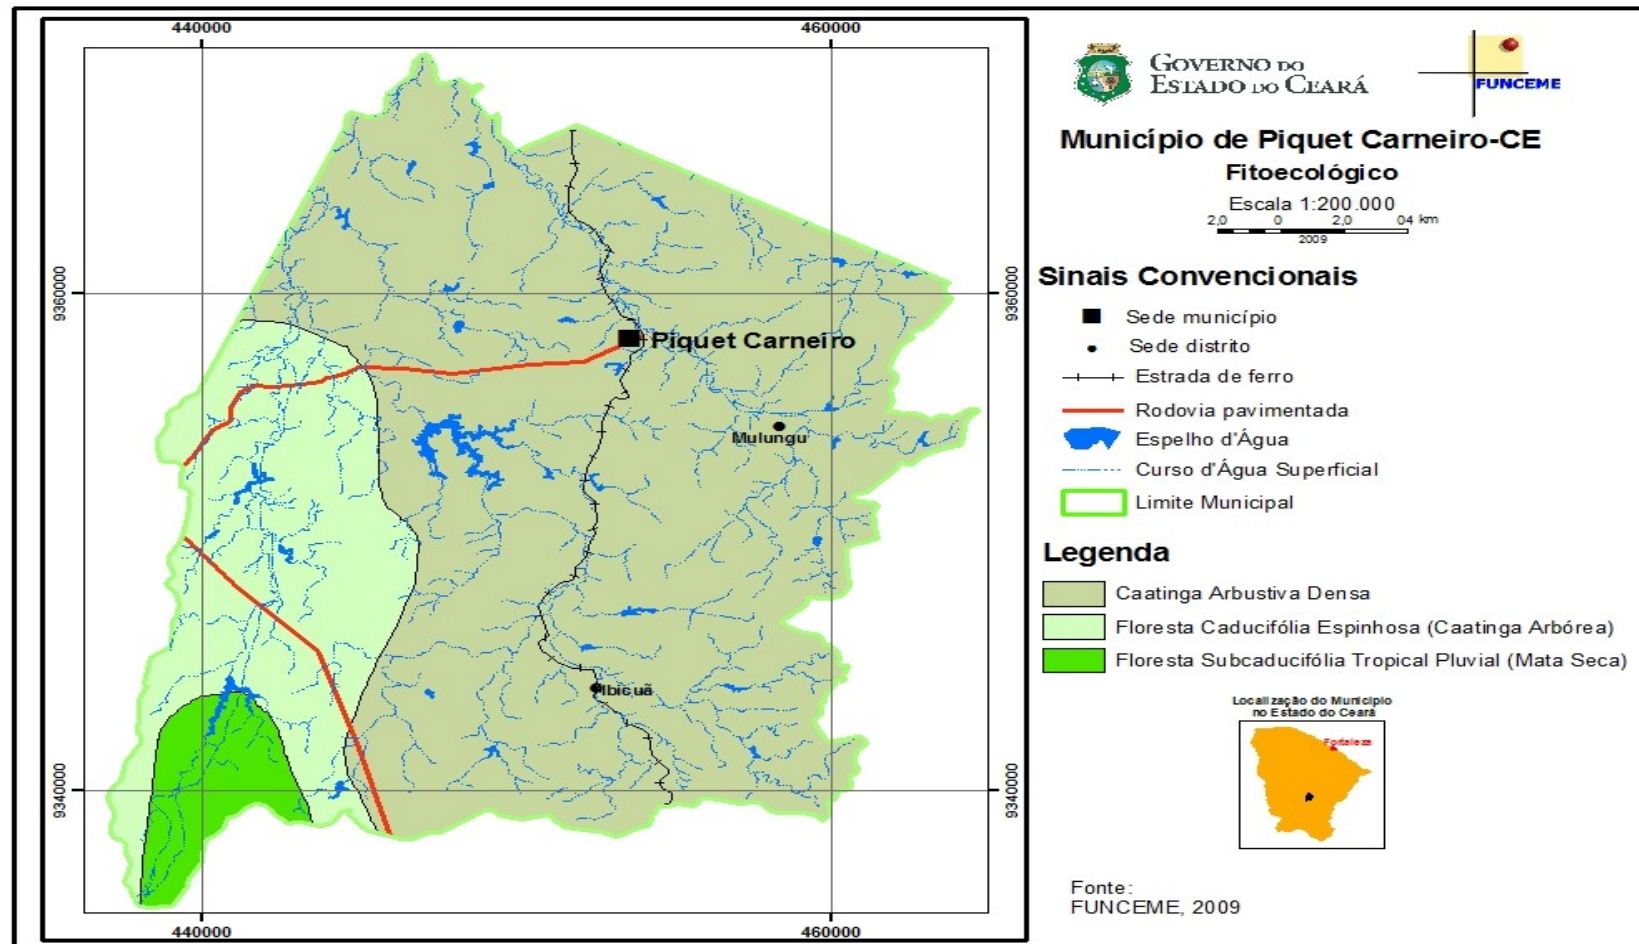 440000
460000
9360000
9360000
9340000
9340000
440000
460000
Piquet Carneiro
Mulungu
Ibicuã
GOVERNO DO
ESTADO DO CEARÁ
FUNCEME
Município de Piquet Carneiro-CE
Fitoecológico
Escala 1:200.000
2,0 0 2,0 04 km
2009
Sinais Convencionais
Sede município
Sede distrito
Estrada de ferro
Rodovia pavimentada
Espelho d'Água
Curso d'Água Superficial
Limite Municipal
Legenda
Caatinga Arbustiva Densa
Floresta Caducifólia Espinhosa (Caatinga Arbórea)
Floresta Subcaducifólia Tropical Pluvial (Mata Seca)
Localização do Município
no Estado do Ceará
Fortaleza
Fonte:
FUNCEME, 2009